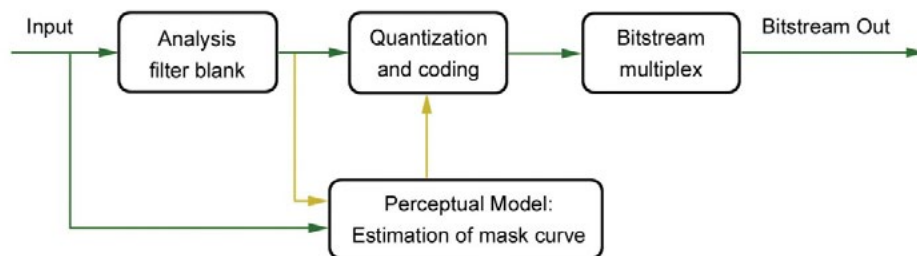 Input
Analysis
filter blank
Quantization
and coding
Bitstream
multiplex
Bitstream Out
Perceptual Model:
Estimation of mask curve